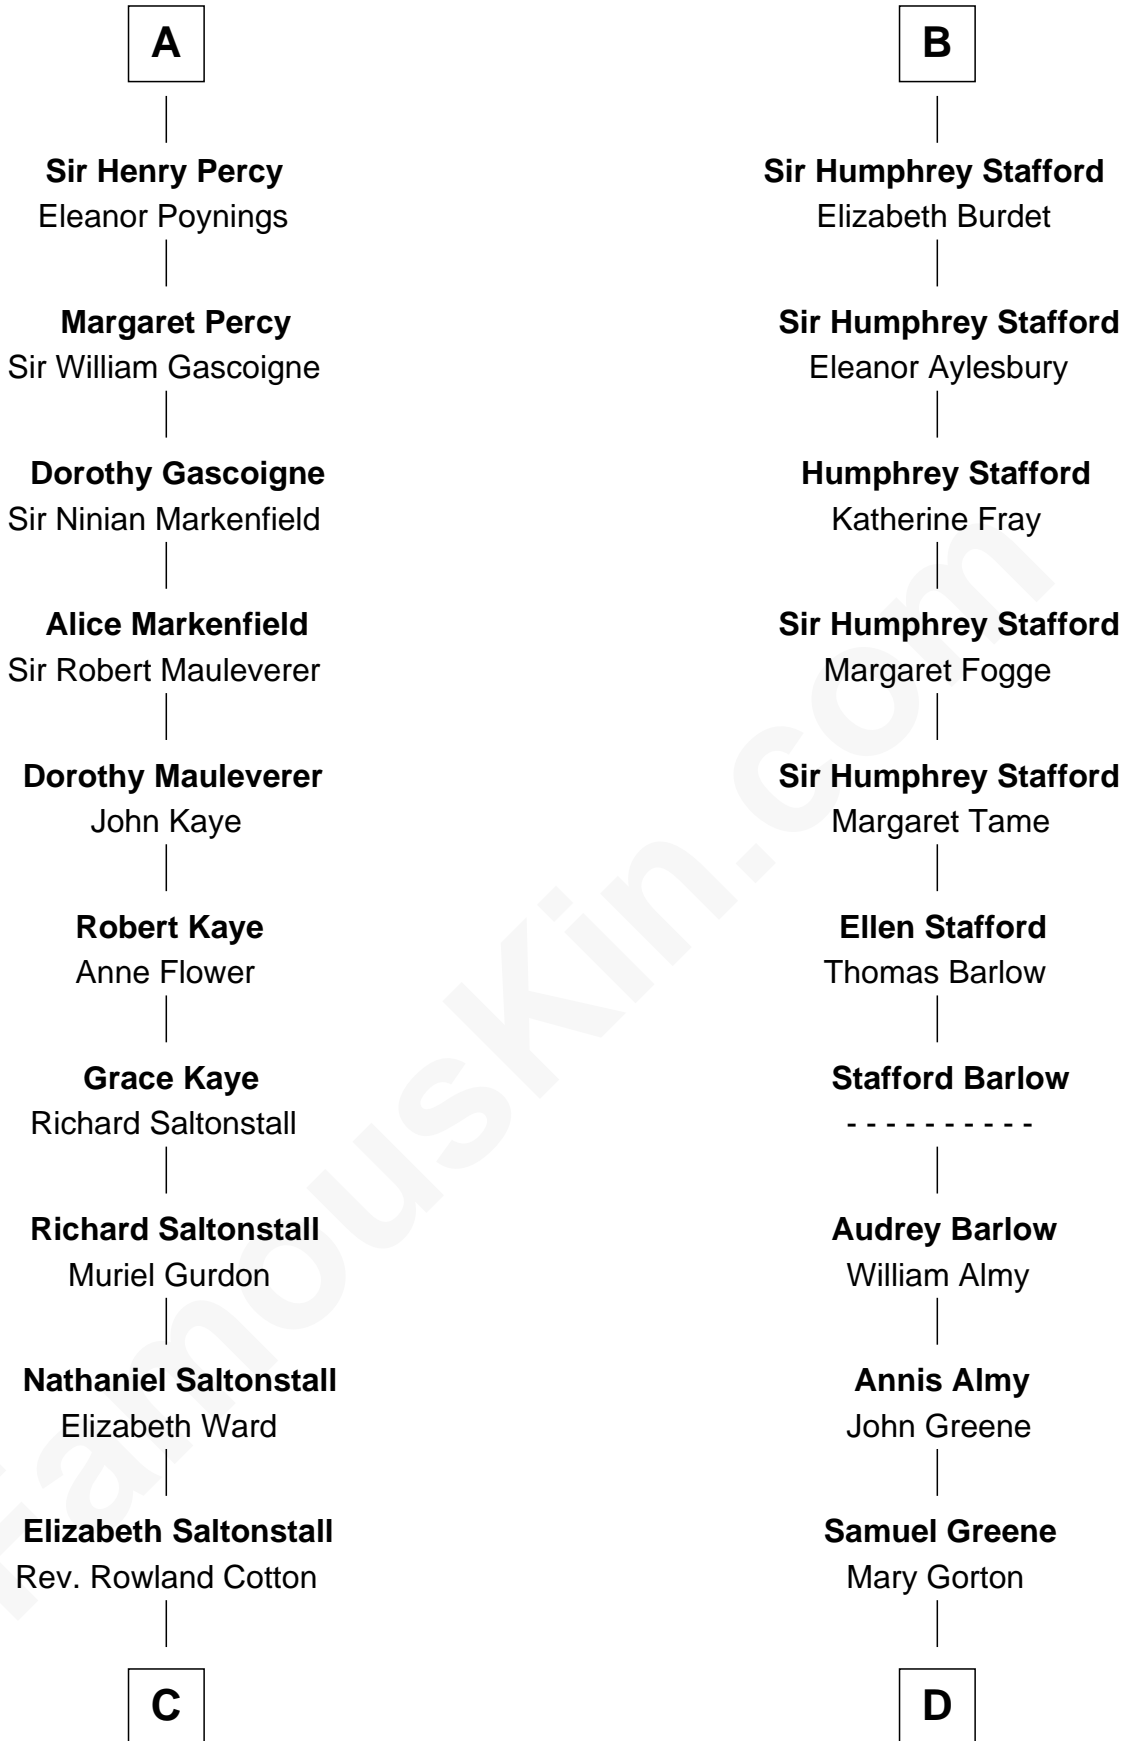 A
Sir Henry Percy
Eleanor Poynings
Margaret Percy
Sir William Gascoigne
Dorothy Gascoigne
Sir Ninian Markenfield
Alice Markenfield
Sir Robert Mauleverer
Dorothy Mauleverer
John Kaye
Robert Kaye
Anne Flower
Grace Kaye
Richard Saltonstall
Richard Saltonstall
Muriel Gurdon
Nathaniel Saltonstall
Elizabeth Ward
Elizabeth Saltonstall
Rev. Rowland Cotton
C
B
Sir Humphrey Stafford
Elizabeth Burdet
Sir Humphrey Stafford
Eleanor Aylesbury
Humphrey Stafford
Katherine Fray
Sir Humphrey Stafford
Margaret Fogge
Sir Humphrey Stafford
Margaret Tame
Ellen Stafford
Thomas Barlow
Stafford Barlow
- - - - - - - - - -
Audrey Barlow
William Almy
Annis Almy
John Greene
Samuel Greene
Mary Gorton
D
FamousKin.com